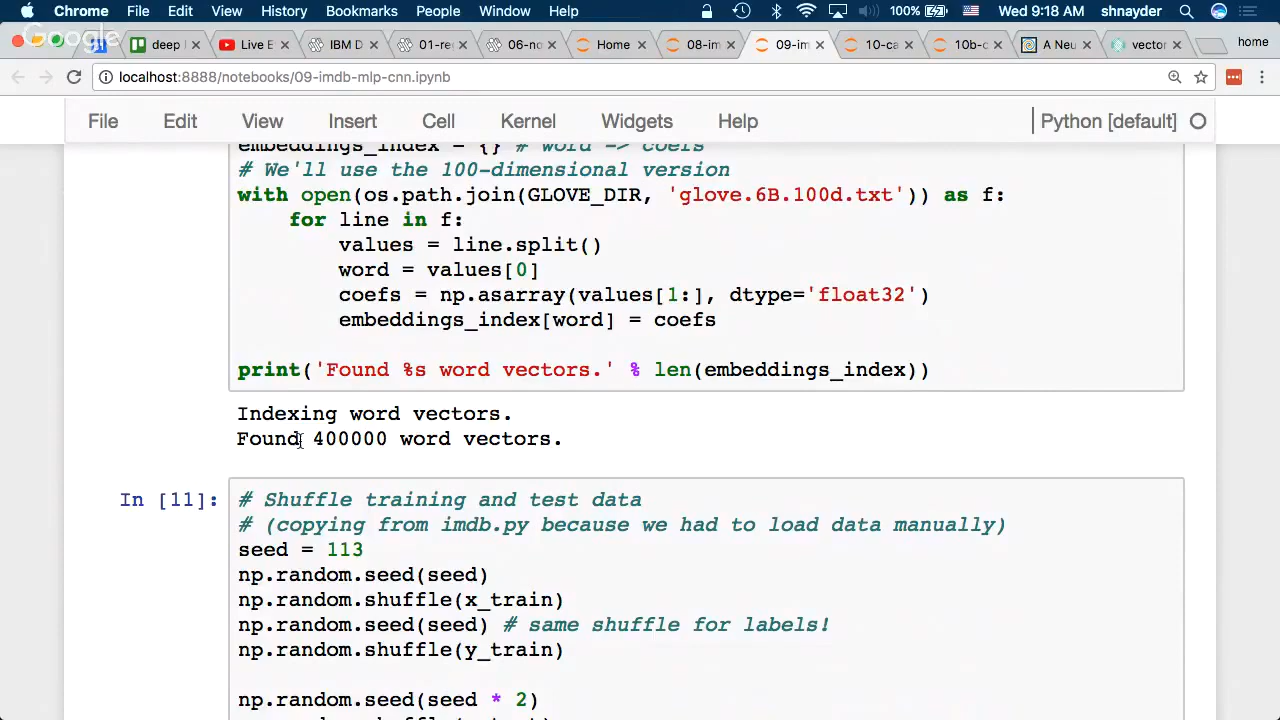 Chrome File Edit View History Bookmarks People Window Help 100% Wed 9:18 AM shnayder
Google
deep l Live E IBM D 01-re 06-m Home 08-im 09-im 10-ca 10b-c A Neu vector home
localhost:8888/notebooks/09-imdb-mlp-cnn.ipynb
File Edit View Insert Cell Kernel Widgets Help Python [default]
embeddings_index = {} # word -> coefs
# We'll use the 100-dimensional version
with open(os.path.join(GLOVE_DIR, 'glove.6B.100d.txt')) as f:
for line in f:
values = line.split()
word = values[0]
coefs = np.asarray(values[1:], dtype='float32')
embeddings_index[word] = coefs
print('Found %s word vectors.' % len(embeddings_index))
Indexing word vectors.
Found 400000 word vectors.
In [11]:
# Shuffle training and test data
# (copying from imdb.py because we had to load data manually)
seed = 113
np.random.seed(seed)
np.random.shuffle(x_train)
np.random.seed(seed) # same shuffle for labels!
np.random.shuffle(y_train)
np.random.seed(seed * 2)